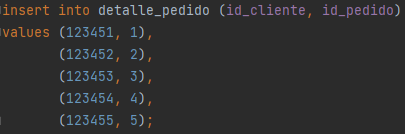 insert into detalle_pedido (id_cliente, id_pedido)
values (123451, 1),
(123452, 2),
(123453, 3),
(123454, 4),
(123455, 5);